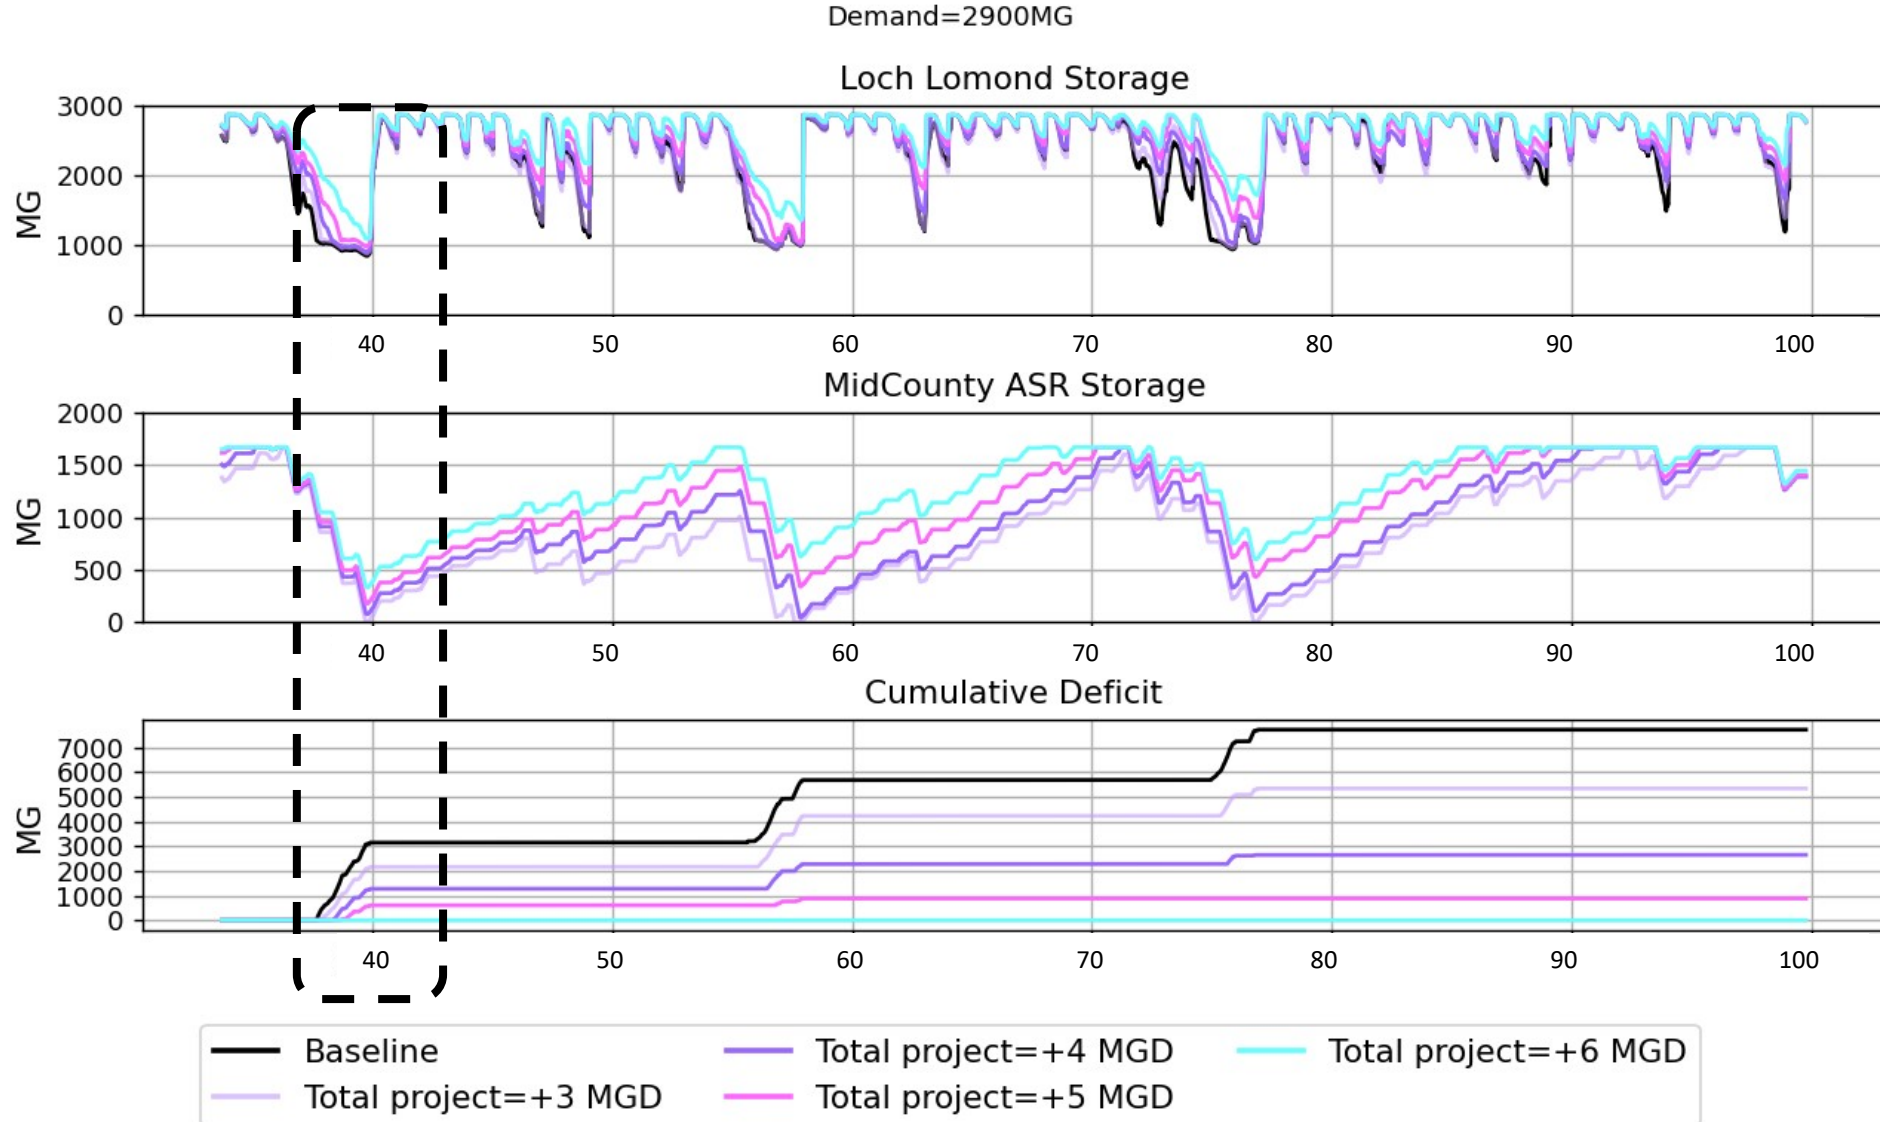 Demand=2900MG
Loch Lomond Storage
3000
2000
1000
0
MG
40 50 60 70 80 90 100
MidCounty ASR Storage
2000
1500
1000
500
0
MG
40 50 60 70 80 90 100
Cumulative Deficit
7000
6000
5000
4000
3000
2000
1000
0
MG
40 50 60 70 80 90 100
Baseline Total project=+4 MGD Total project=+6 MGD
Total project=+3 MGD Total project=+5 MGD